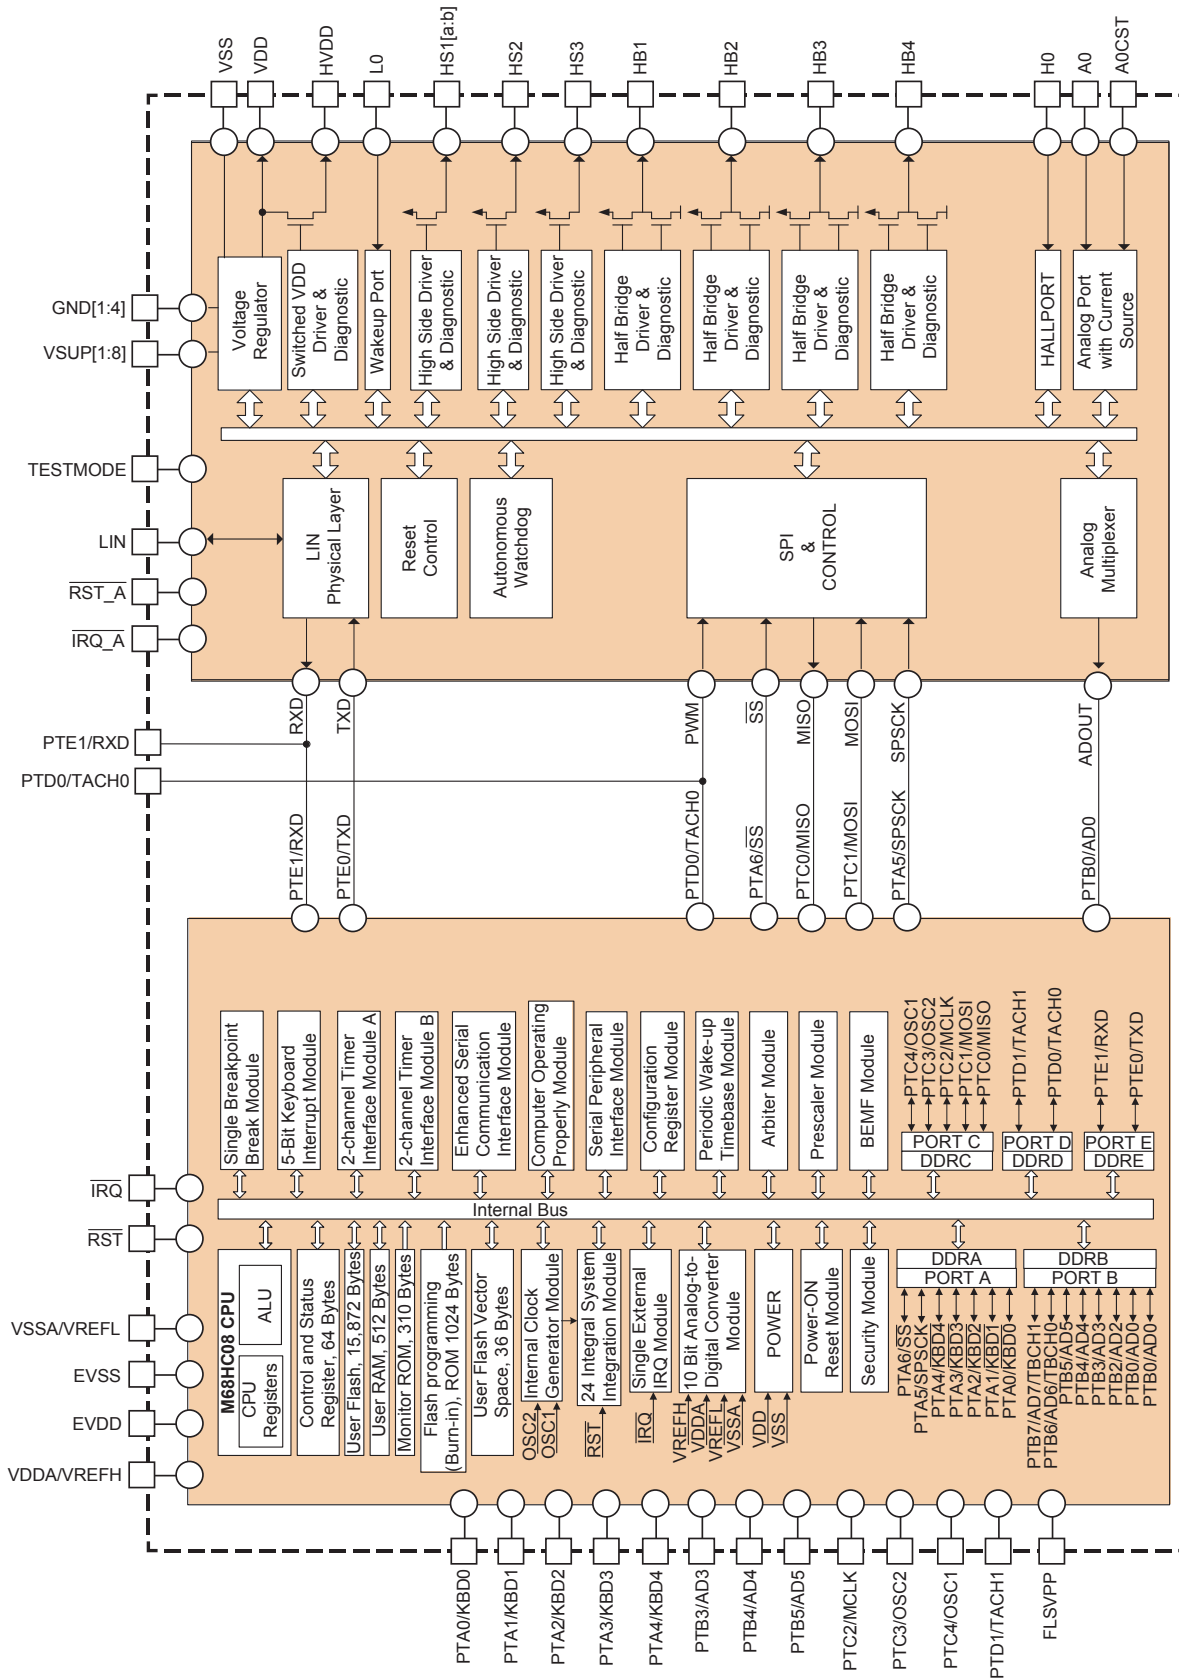 VSS
VDD
HVDD
L0
HS1[a:b]
HS2
HS3
HB1
HB2
HB3
HB4
H0
A0
A0CST
GND[1:4]
VSUP[1:8]
TESTMODE
LIN
RST_A
IRQ_A
PTE1/RXD
PTD0/TACH0
Voltage
Regulator
Switched VDD
Driver &
Diagnostic
Wakeup Port
High Side Driver
& Diagnostic
High Side Driver
& Diagnostic
High Side Driver
& Diagnostic
Half Bridge
Driver &
Diagnostic
Half Bridge
Driver &
Diagnostic
Half Bridge
Driver &
Diagnostic
Half Bridge
Driver &
Diagnostic
HALLPORT
Analog Port
with Current
Source
LIN
Physical Layer
Reset
Control
Autonomous
Watchdog
SPI
&
CONTROL
Analog
Multiplexer
RXD
TXD
PWM
SS
MISO
MOSI
SPSCK
ADOUT
PTE1/RXD
PTE0/TXD
PTD0/TACH0
PTA6/SS
PTC0/MISO
PTC1/MOSI
PTA5/SPSCK
PTB0/AD0
Single Breakpoint
Break Module
5-Bit Keyboard
Interrupt Module
2-channel Timer
Interface Module A
2-channel Timer
Interface Module B
Enhanced Serial
Communication
Interface Module
Computer Operating
Properly Module
Serial Peripheral
Interface Module
Configuration
Register Module
Periodic Wake-up
Timebase Module
Arbiter Module
Prescaler Module
BEMF Module
PTC4/OSC1
PTC3/OSC2
PTC2/MCLK
PTC1/MOSI
PTC0/MISO
PORT C
DDRC
PTD1/TACH1
PTD0/TACH0
PORT D
DDRD
PTE1/RXD
PTE0/TXD
PORT E
DDRE
Internal Bus
M68HC08 CPU
CPU
Registers
ALU
Control and Status
Register, 64 Bytes
User Flash, 15,872 Bytes
User RAM, 512 Bytes
Monitor ROM, 310 Bytes
Flash programming
(Burn-in), ROM 1024 Bytes
User Flash Vector
Space, 36 Bytes
Internal Clock
Generator Module
OSC2
OSC1
24 Integral System
Integration Module
RST
Single External
IRQ Module
IRQ
10 Bit Analog-to-
Digital Converter
Module
VREFH
VDDA
VREFL
VSSA
POWER
VDD
VSS
Power-ON
Reset Module
Security Module
DDRA
PORT A
PTA6/SS
PTA5/SPSCK
PTA4/KBD4
PTA3/KBD3
PTA2/KBD2
PTA1/KBD1
PTA0/KBD0
DDRB
PORT B
PTB7/AD7/TBCH1
PTB6/AD6/TBCH0
PTB5/AD5
PTB4/AD4
PTB3/AD3
PTB2/AD2
PTB0/AD0
PTB0/AD0
IRQ
RST
VSSA/VREFL
EVSS
EVDD
VDDA/VREFH
PTA0/KBD0
PTA1/KBD1
PTA2/KBD2
PTA3/KBD3
PTA4/KBD4
PTB3/AD3
PTB4/AD4
PTB5/AD5
PTC2/MCLK
PTC3/OSC2
PTC4/OSC1
PTD1/TACH1
FLSVPP